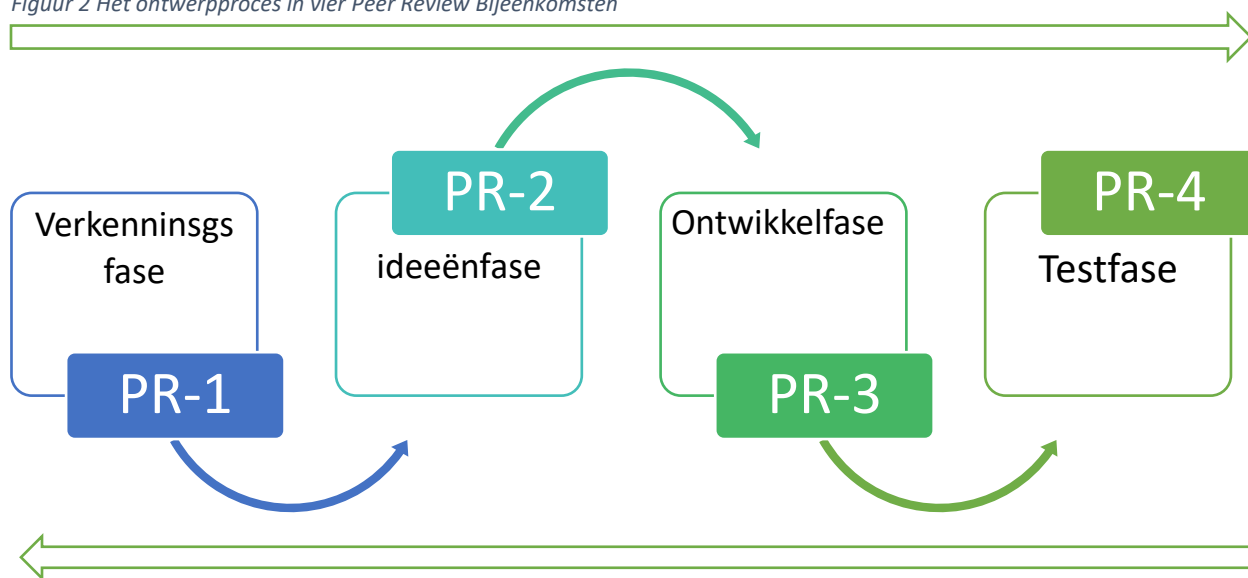 Figuur 2 Het ontwerpproces in vier Peer Review Bijeenkomsten
Verkenninsgs
fase
PR-1
PR-2
ideeënfase
Ontwikkelfase
PR-3
PR-4
Testfase